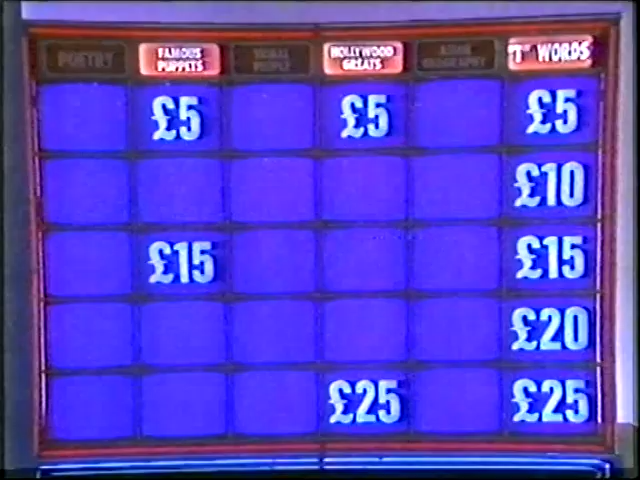 POETRY
FAMOUS
PUPPETS
HOLLYWOOD
GREATS
"T" WORDS
£5 £5 £5
£10
£15 £15
£20
£25 £25